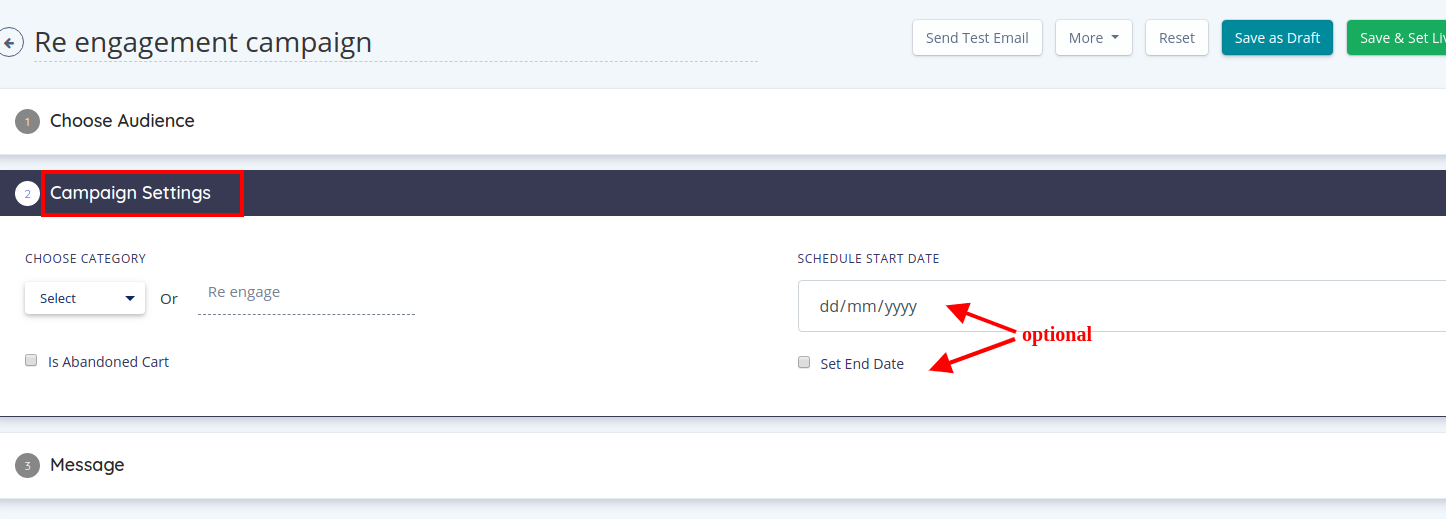 Re engagement campaign
Send Test Email
More
Reset
Save as Draft
Save & Set Liv
1 Choose Audience
2 Campaign Settings
CHOOSE CATEGORY
SCHEDULE START DATE
Select Or Re engage
dd/mm/yyyy
optional
Is Abandoned Cart
Set End Date
3 Message